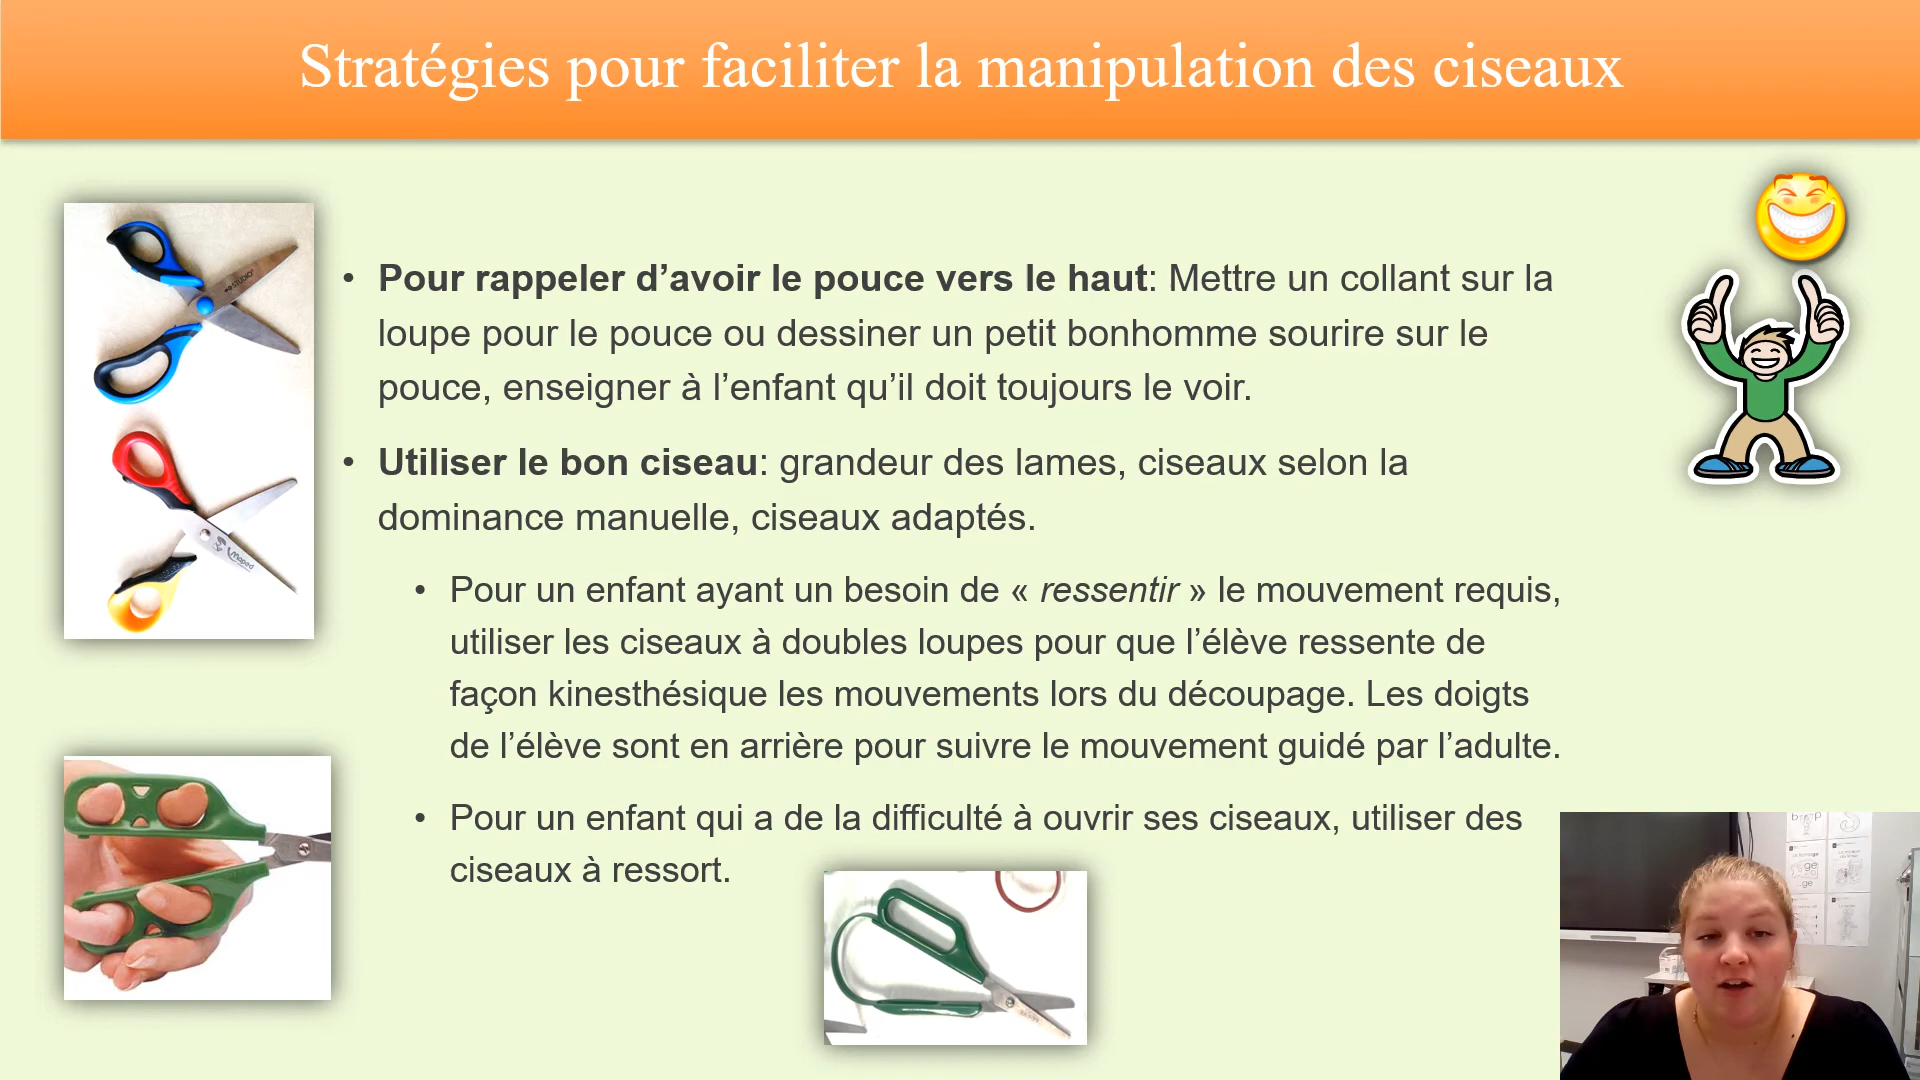 Stratégies pour faciliter la manipulation des ciseaux
• Pour rappeler d’avoir le pouce vers le haut: Mettre un collant sur la
loupe pour le pouce ou dessiner un petit bonhomme sourire sur le
pouce, enseigner à l’enfant qu’il doit toujours le voir.
• Utiliser le bon ciseau: grandeur des lames, ciseaux selon la
dominance manuelle, ciseaux adaptés.
• Pour un enfant ayant un besoin de « ressentir » le mouvement requis,
utiliser les ciseaux à doubles loupes pour que l’élève ressente de
façon kinesthésique les mouvements lors du découpage. Les doigts
de l’élève sont en arrière pour suivre le mouvement guidé par l’adulte.
• Pour un enfant qui a de la difficulté à ouvrir ses ciseaux, utiliser des
ciseaux à ressort.
STUDIO
Maped
b p
ge
...ge